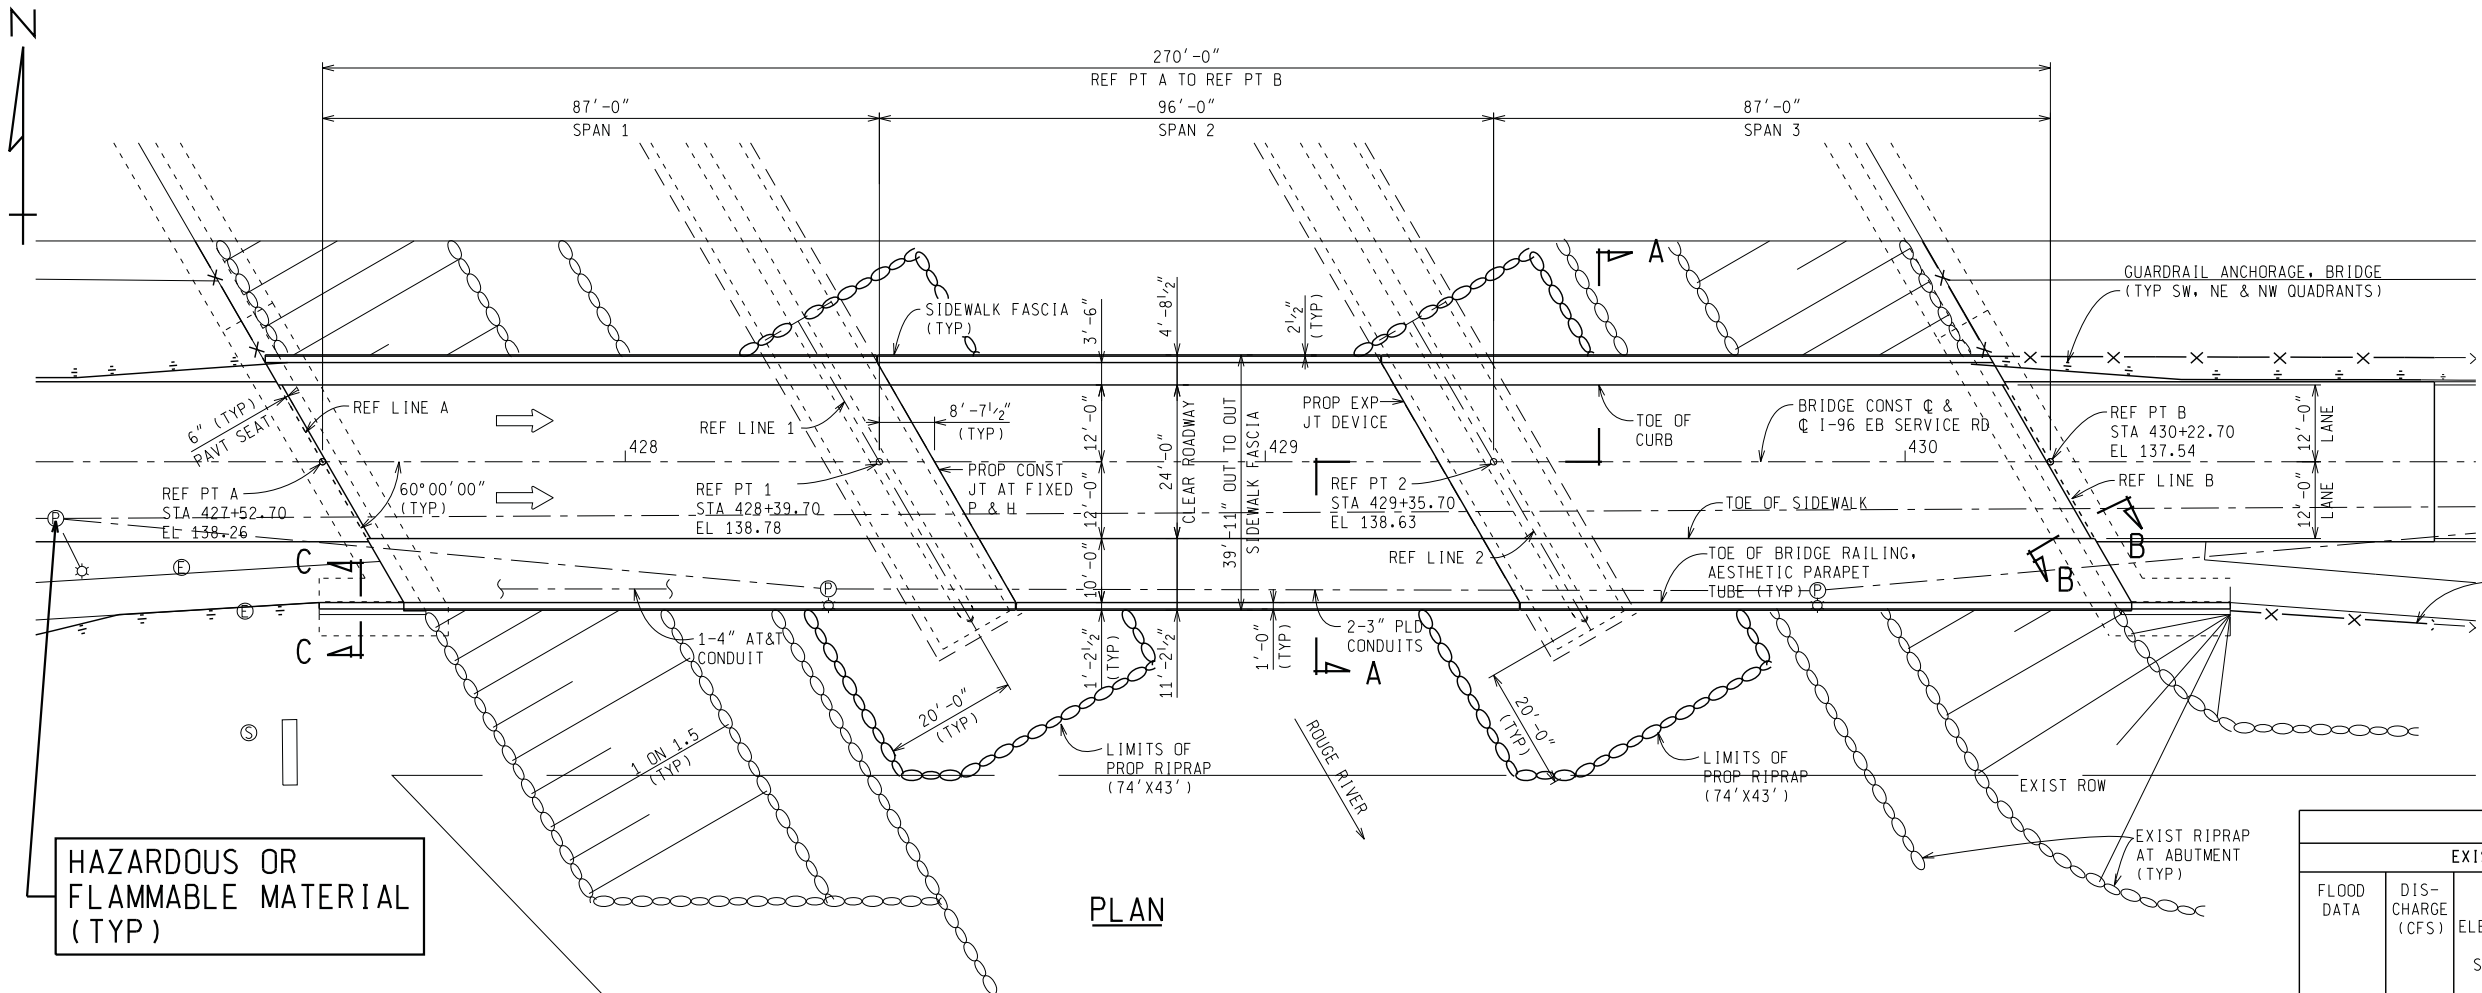 N
270'-0"
REF PT A TO REF PT B
87'-0"
SPAN 1
96'-0"
SPAN 2
87'-0"
SPAN 3
A
GUARDRAIL ANCHORAGE, BRIDGE
(TYP SW, NE & NW QUADRANTS)
SIDEWALK FASCIA
(TYP)
3'-6"
4'-8½"
2½"
(TYP)
6" (TYP)
PAVT SEAT
REF LINE A
REF LINE 1
8'-7½"
(TYP)
12'-0"
24'-0"
CLEAR ROADWAY
39'-11" OUT TO OUT
SIDEWALK FASCIA
PROP EXP
JT DEVICE
TOE OF
CURB
BRIDGE CONST ℄ &
℄ I-96 EB SERVICE RD
REF PT B
STA 430+22.70
EL 137.54
12'-0"
LANE
428
429
430
REF PT A
STA 427+52.70
EL 138.26
60°00'00"
(TYP)
REF PT 1
STA 428+39.70
EL 138.78
PROP CONST
JT AT FIXED
P & H
12'-0"
REF PT 2
STA 429+35.70
EL 138.63
TOE OF SIDEWALK
REF LINE B
12'-0"
LANE
P
C
E
E
P
10'-0"
REF LINE 2
TOE OF BRIDGE RAILING,
AESTHETIC PARAPET
TUBE (TYP)
P
B
B
C
S
1-4" AT&T
CONDUIT
1'-2½"
(TYP)
11'-2½"
1'-0"
(TYP)
2-3" PLD
CONDUITS
A
20'-0"
(TYP)
20'-0"
(TYP)
1 ON 1.5
(TYP)
LIMITS OF
PROP RIPRAP
(74'X43')
ROUGE RIVER
LIMITS OF
PROP RIPRAP
(74'X43')
EXIST ROW
EXIST RIPRAP
AT ABUTMENT
(TYP)
HAZARDOUS OR
FLAMMABLE MATERIAL
(TYP)
PLAN
FLOOD
DATA
DIS-
CHARGE
(CFS)